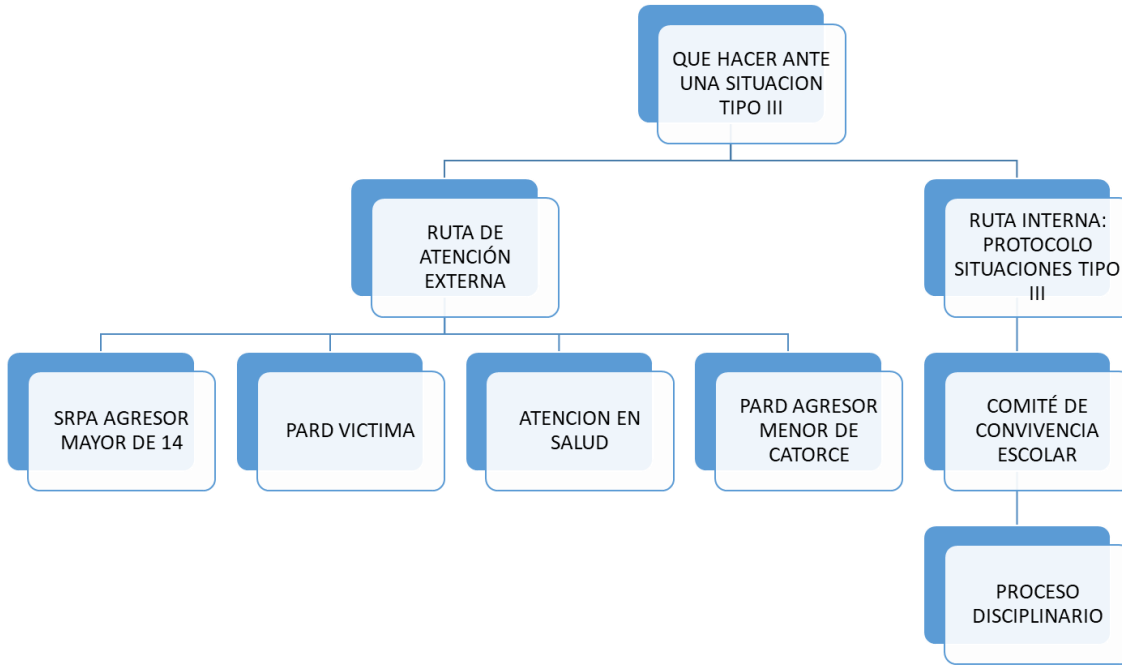 QUE HACER ANTE
UNA SITUACION
TIPO III
RUTA DE
ATENCIÓN
EXTERNA
RUTA INTERNA:
PROTOCOLO
SITUACIONES TIPO
III
SRPA AGRESOR
MAYOR DE 14
PARD VICTIMA
ATENCION EN
SALUD
PARD AGRESOR
MENOR DE
CATORCE
COMITÉ DE
CONVIVENCIA
ESCOLAR
PROCESO
DISCIPLINARIO